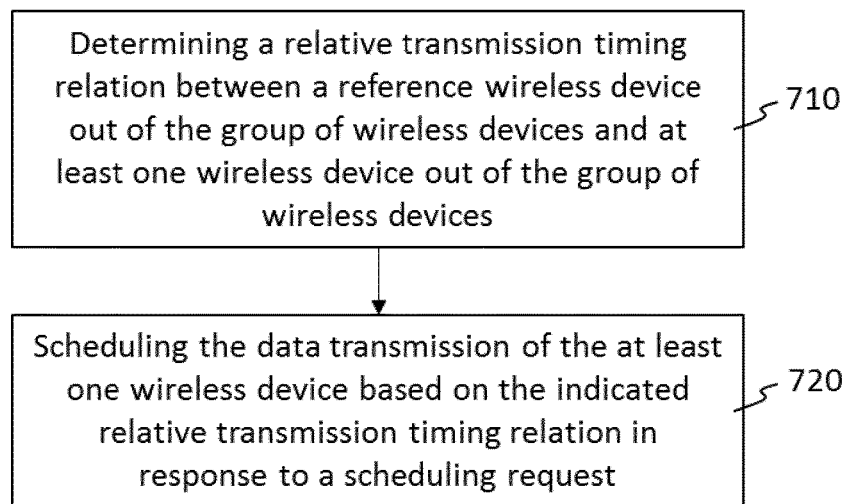 Determining a relative transmission timing
relation between a reference wireless device
out of the group of wireless devices and at
least one wireless device out of the group of
wireless devices
710
Scheduling the data transmission of the at least
one wireless device based on the indicated
relative transmission timing relation in
response to a scheduling request
720